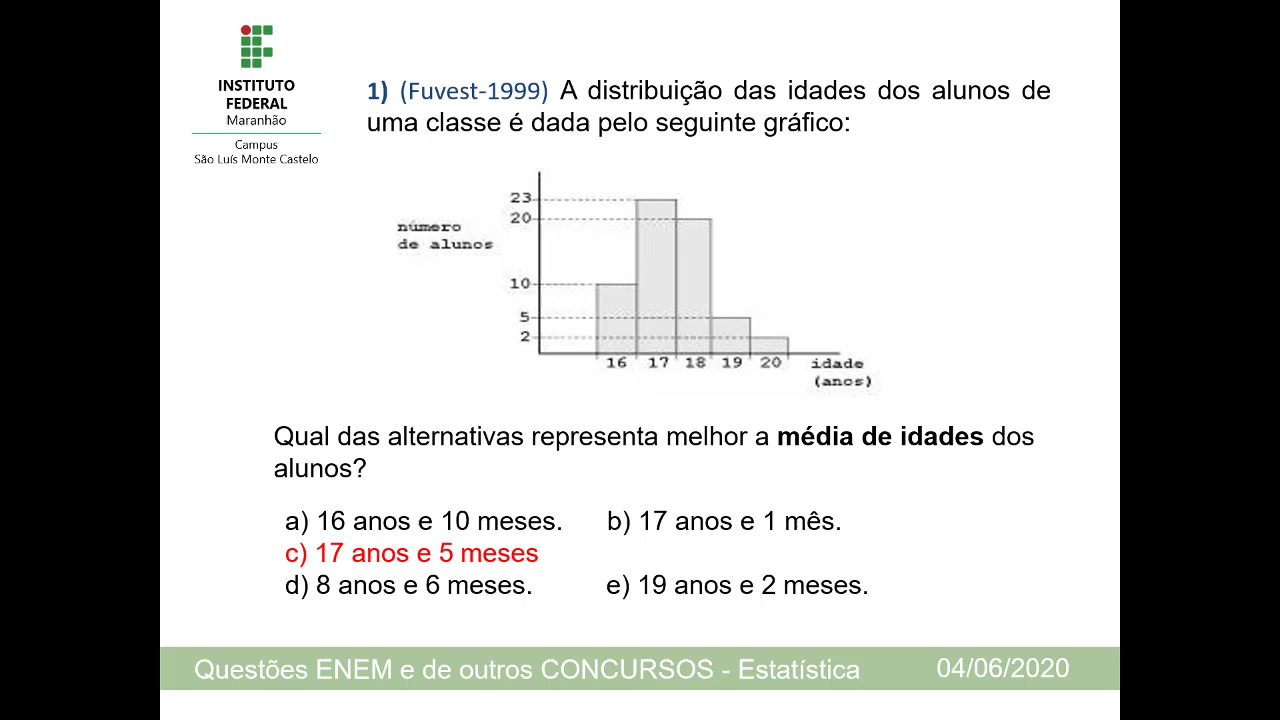 INSTITUTO
FEDERAL
Maranhão
Campus
São Luís Monte Castelo
1) (Fuvest-1999) A distribuição das idades dos alunos de
uma classe é dada pelo seguinte gráfico:
número
de alunos
23
20
10
5
2
16 17 18 19 20
idade
(anos)
Qual das alternativas representa melhor a média de idades dos
alunos?
a) 16 anos e 10 meses. b) 17 anos e 1 mês.
c) 17 anos e 5 meses
d) 8 anos e 6 meses. e) 19 anos e 2 meses.
Questões ENEM e de outros CONCURSOS - Estatística 04/06/2020